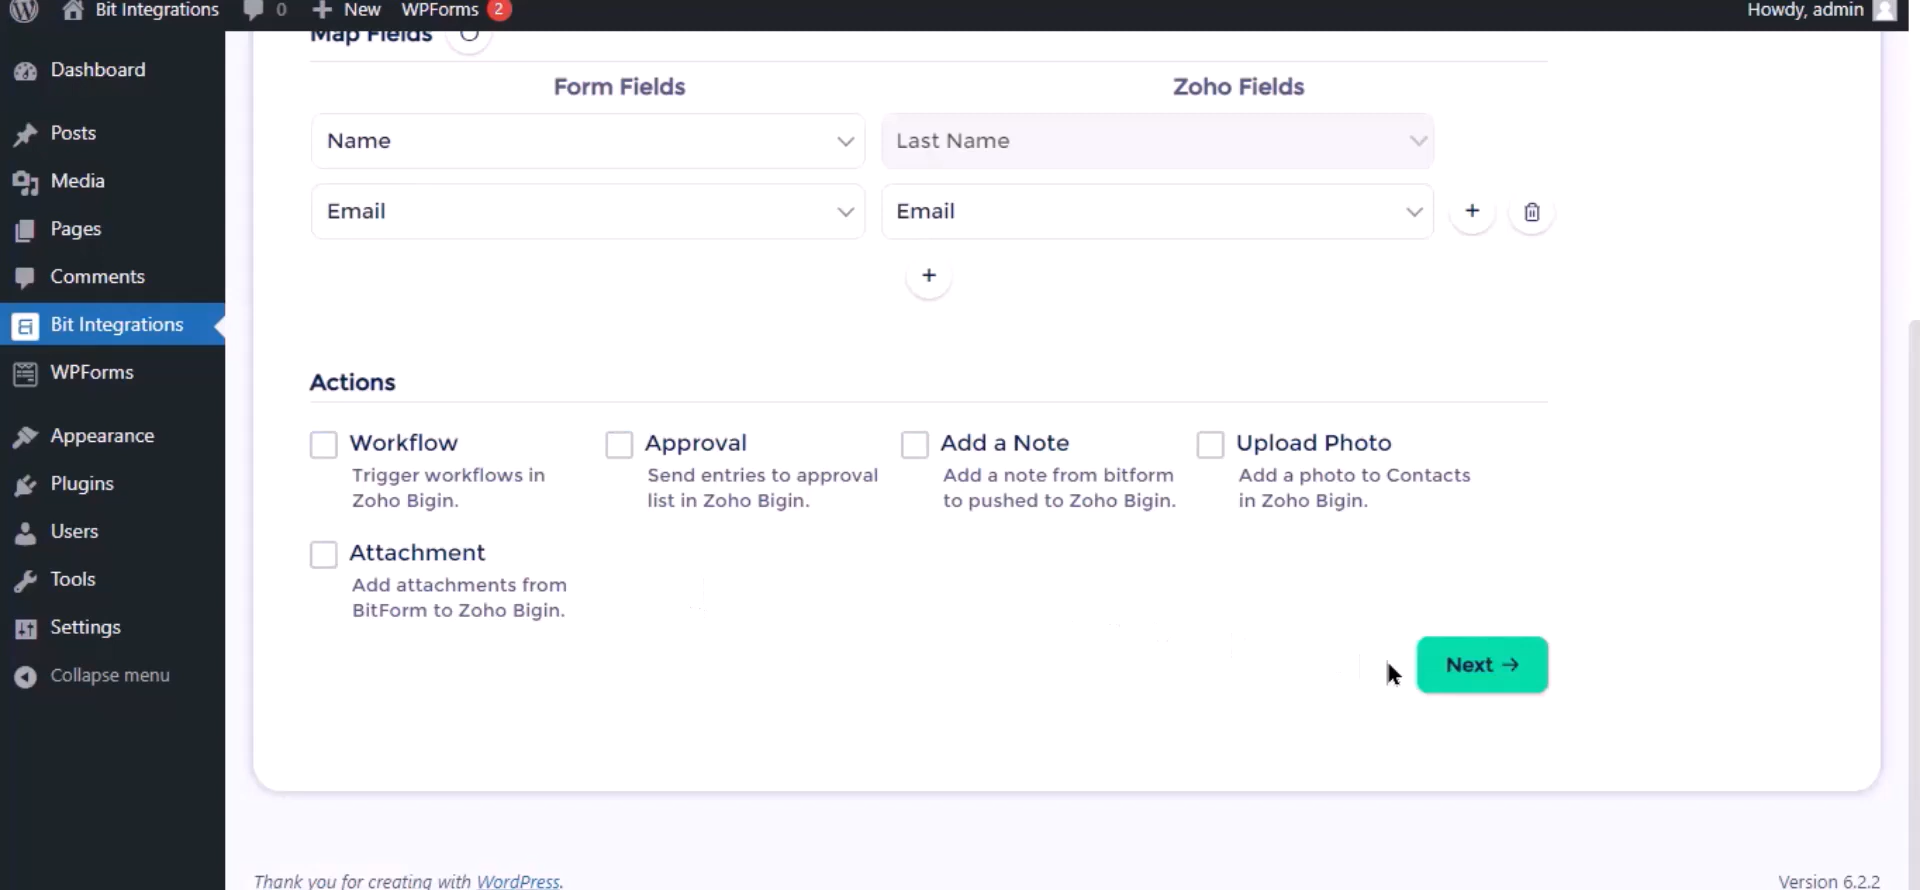 Bit Integrations 0 New WPForms 2 Howdy, admin
Dashboard
Posts
Media
Pages
Comments
Bit Integrations
WPForms
Appearance
Plugins
Users
Tools
Settings
Collapse menu
Map Fields
Form Fields Zoho Fields
Name Last Name
Email Email + 
+
Actions
Workflow
Trigger workflows in
Zoho Bigin.
Approval
Send entries to approval
list in Zoho Bigin.
Add a Note
Add a note from bitform
to pushed to Zoho Bigin.
Upload Photo
Add a photo to Contacts
in Zoho Bigin.
Attachment
Add attachments from
BitForm to Zoho Bigin.
Next →
Thank you for creating with WordPress. Version 6.2.2